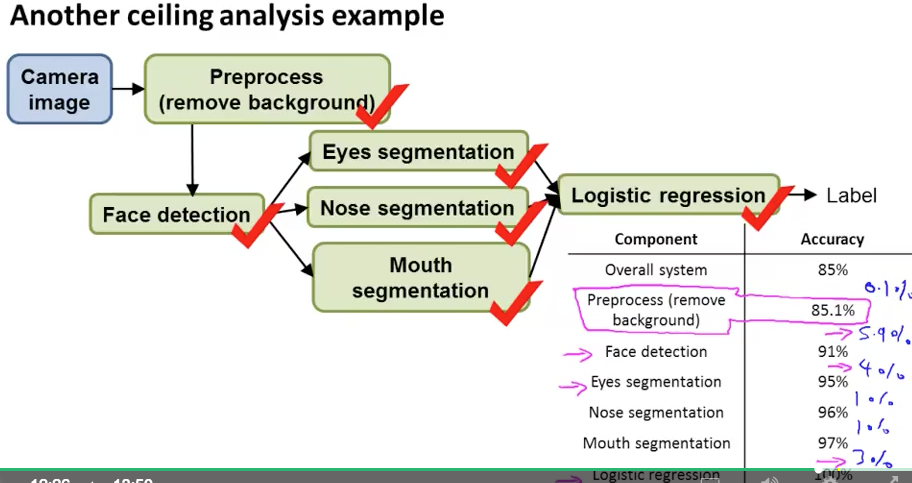 Another ceiling analysis example
Camera
image
Preprocess
(remove background)
Eyes segmentation
Face detection
Nose segmentation
Mouth
segmentation
Logistic regression
Label
Component Accuracy
Overall system 85%
0.1%
Preprocess (remove
background) 85.1%
5.9%
Face detection 91%
4%
Eyes segmentation 95%
1%
Nose segmentation 96%
1%
Mouth segmentation 97%
3%
Logistic regression 100%